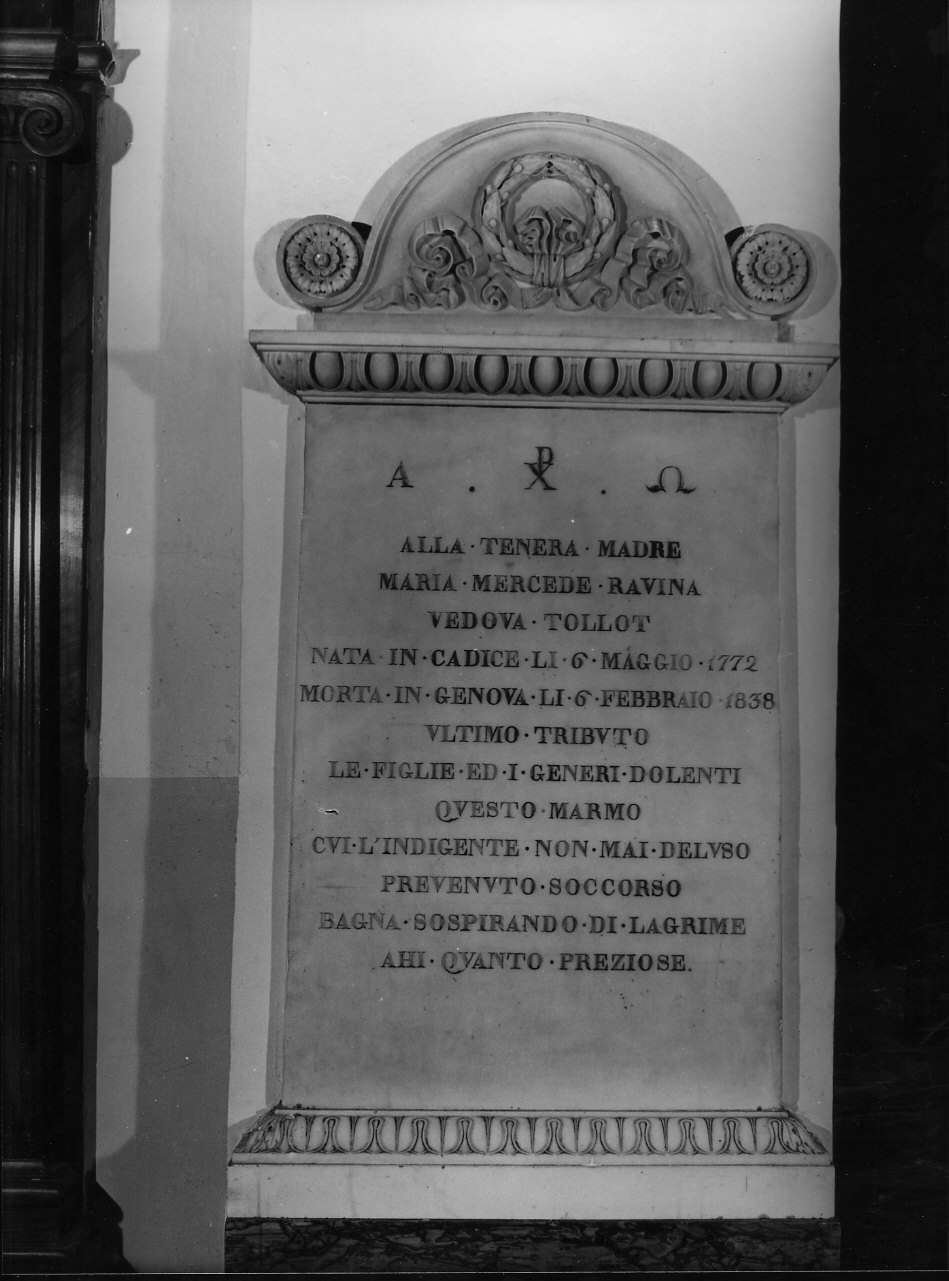 A . ☧ . Ω
ALLA · TENERA · MADRE
MARIA · MERCEDE · RAVINA
VEDOVA · TOLLOT
NATA · IN · CADICE · LI · 6 · MAGGIO · 1772
MORTA · IN · GENOVA · LI · 6 · FEBBRAIO · 1838
VLTIMO · TRIBVTO
LE · FIGLIE · ED · I · GENERI · DOLENTI
QVESTO · MARMO
CVI · L'INDIGENTE · NON · MAI · DELVSO
PREVENVTO · SOCCORSO
BAGNA · SOSPIRANDO · DI · LAGRIME
AHI · QVANTO · PREZIOSE.